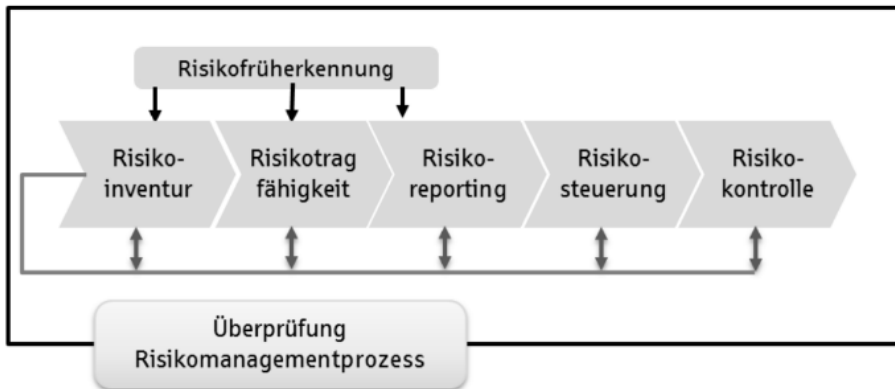 Risikofrüherkennung
Risiko-
inventur
Risikotrag
fähigkeit
Risiko-
reporting
Risiko-
steuerung
Risiko-
kontrolle
Überprüfung
Risikomanagementprozess